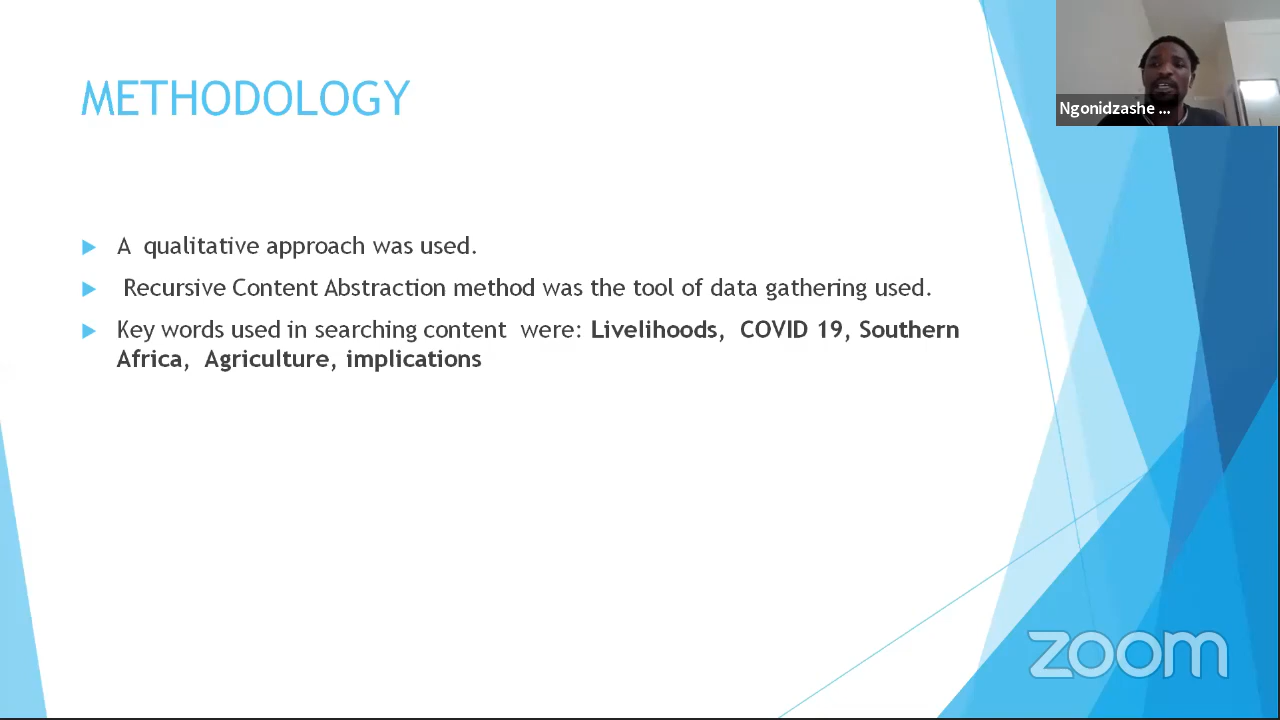 METHODOLOGY
Ngonidzashe ...
A qualitative approach was used.
Recursive Content Abstraction method was the tool of data gathering used.
Key words used in searching content were: Livelihoods, COVID 19, Southern
Africa, Agriculture, implications
zoom